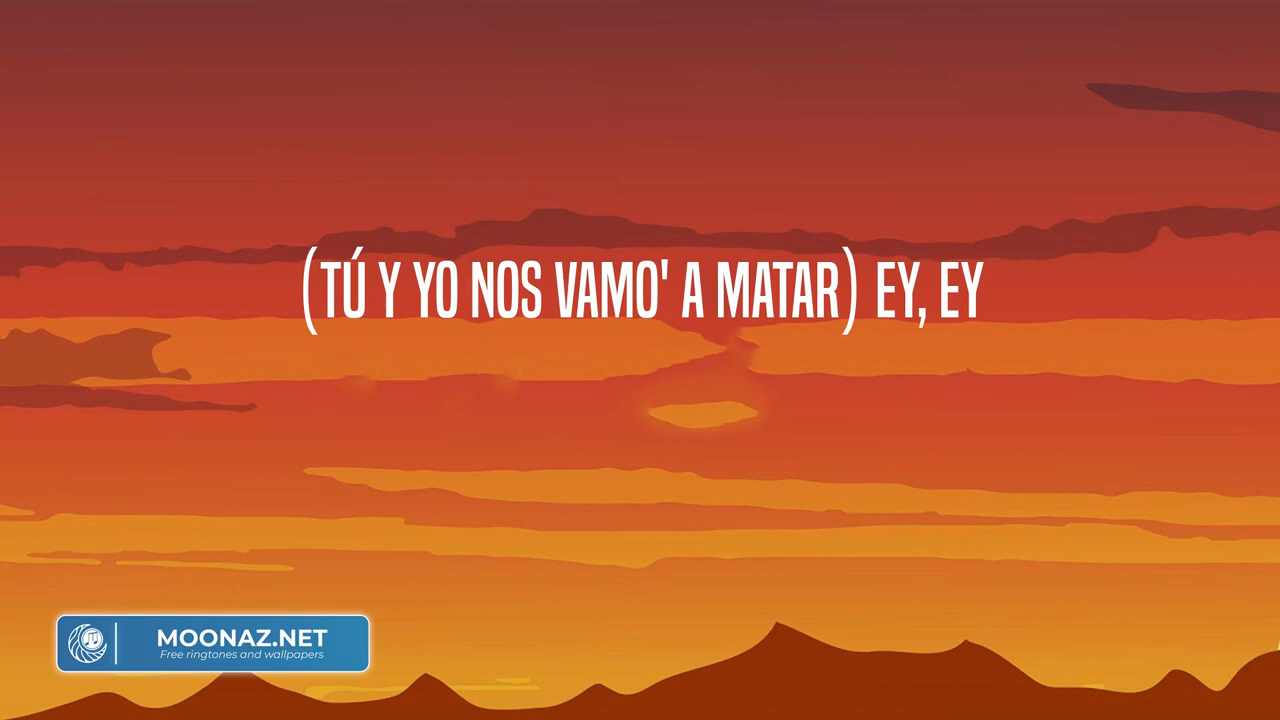 (TÚ Y YO NOS VAMO' A MATAR) EY, EY
MOONAZ.NET
Free ringtones and wallpapers